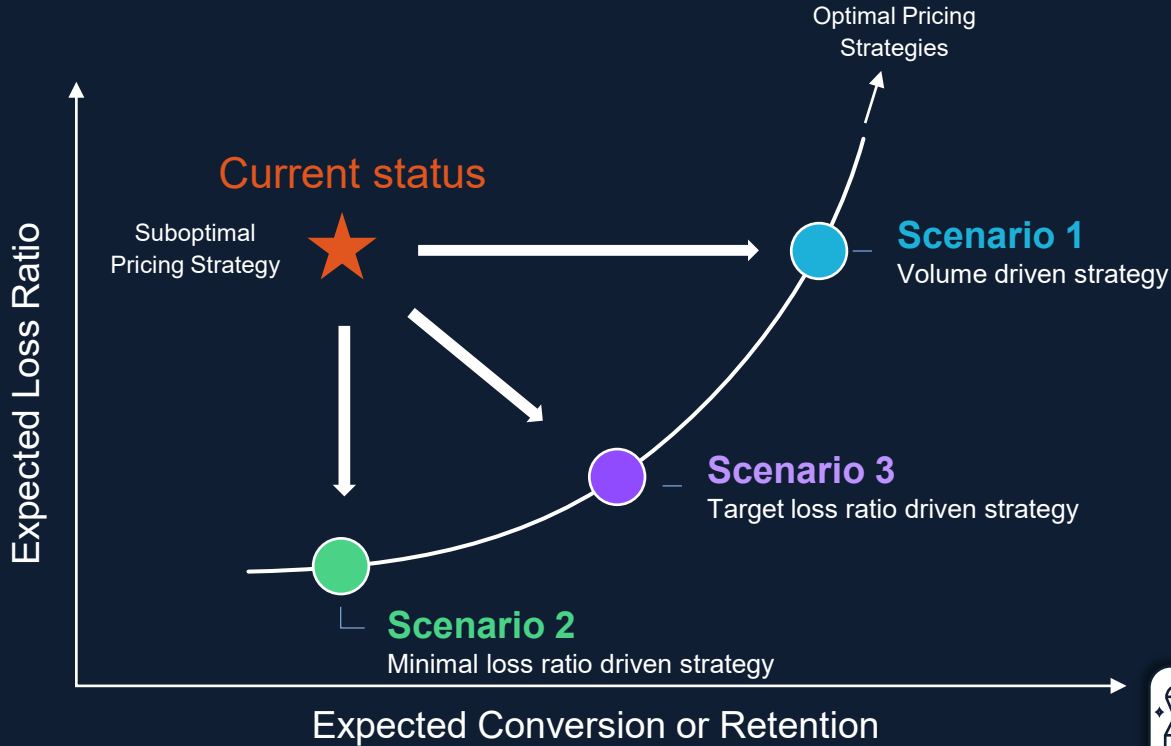 Optimal Pricing
Strategies
Current status
Suboptimal
Pricing Strategy
Scenario 1
Volume driven strategy
Scenario 3
Target loss ratio driven strategy
Scenario 2
Minimal loss ratio driven strategy
Expected Loss Ratio
Expected Conversion or Retention